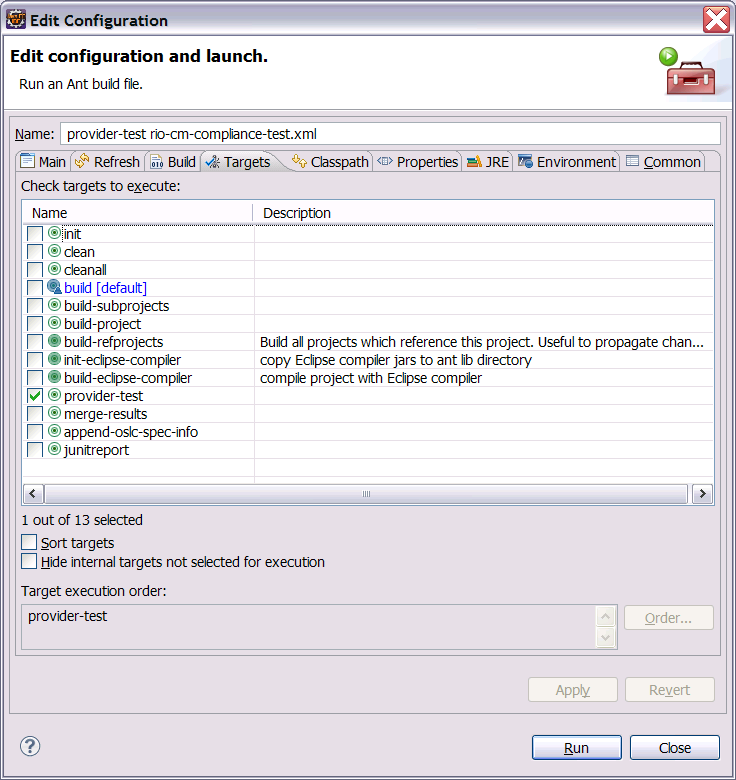 Edit Configuration
Edit configuration and launch.
Run an Ant build file.
Name: provider-test rio-cm-compliance-test.xml
Main Refresh Build Targets Classpath Properties JRE Environment Common
Check targets to execute:
Name Description
init
clean
cleanall
build [default]
build-subprojects
build-project
build-refprojects Build all projects which reference this project. Useful to propagate chan...
init-eclipse-compiler copy Eclipse compiler jars to ant lib directory
build-eclipse-compiler compile project with Eclipse compiler
provider-test
merge-results
append-oslc-spec-info
junitreport
1 out of 13 selected
Sort targets
Hide internal targets not selected for execution
Target execution order:
provider-test
Order...
Apply Revert
? Run Close